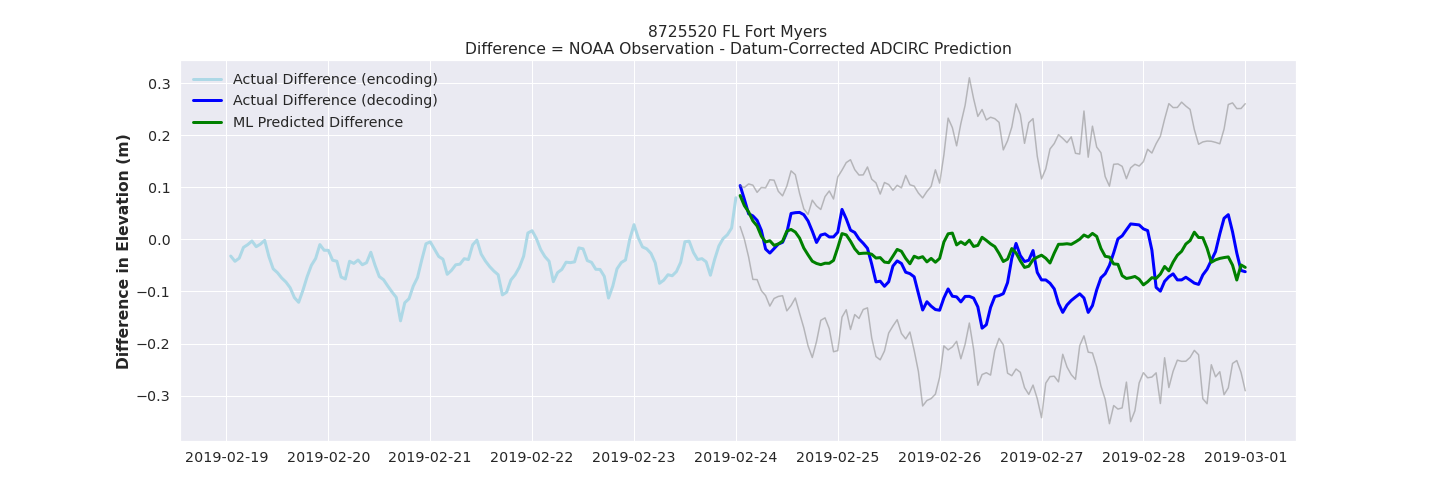 8725520 FL Fort Myers
Difference = NOAA Observation - Datum-Corrected ADCIRC Prediction
Actual Difference (encoding)
Actual Difference (decoding)
ML Predicted Difference
Difference in Elevation (m)
0.3
0.2
0.1
0.0
−0.1
−0.2
−0.3
2019-02-19 2019-02-20 2019-02-21 2019-02-22 2019-02-23 2019-02-24 2019-02-25 2019-02-26 2019-02-27 2019-02-28 2019-03-01